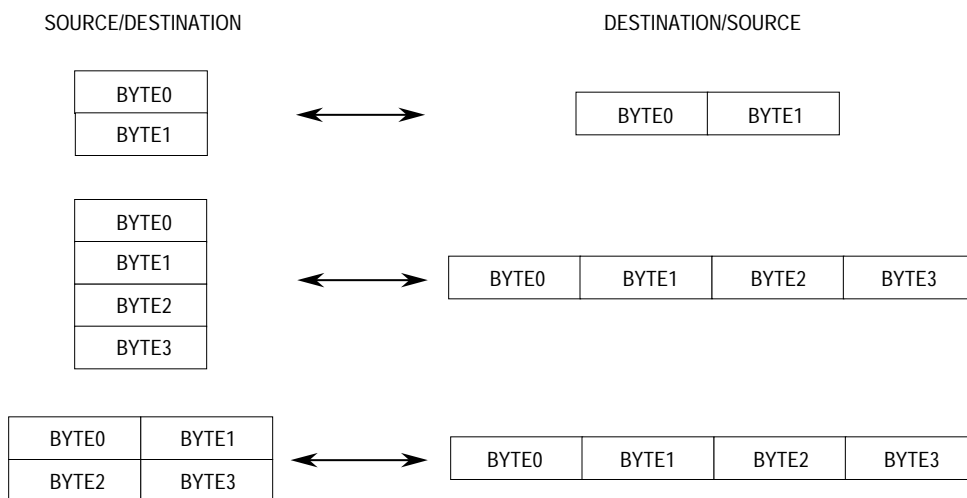 SOURCE/DESTINATION DESTINATION/SOURCE
BYTE0
BYTE1
BYTE0 BYTE1
BYTE0
BYTE1
BYTE2
BYTE3
BYTE0 BYTE1 BYTE2 BYTE3
BYTE0 BYTE1
BYTE2 BYTE3
BYTE0 BYTE1 BYTE2 BYTE3